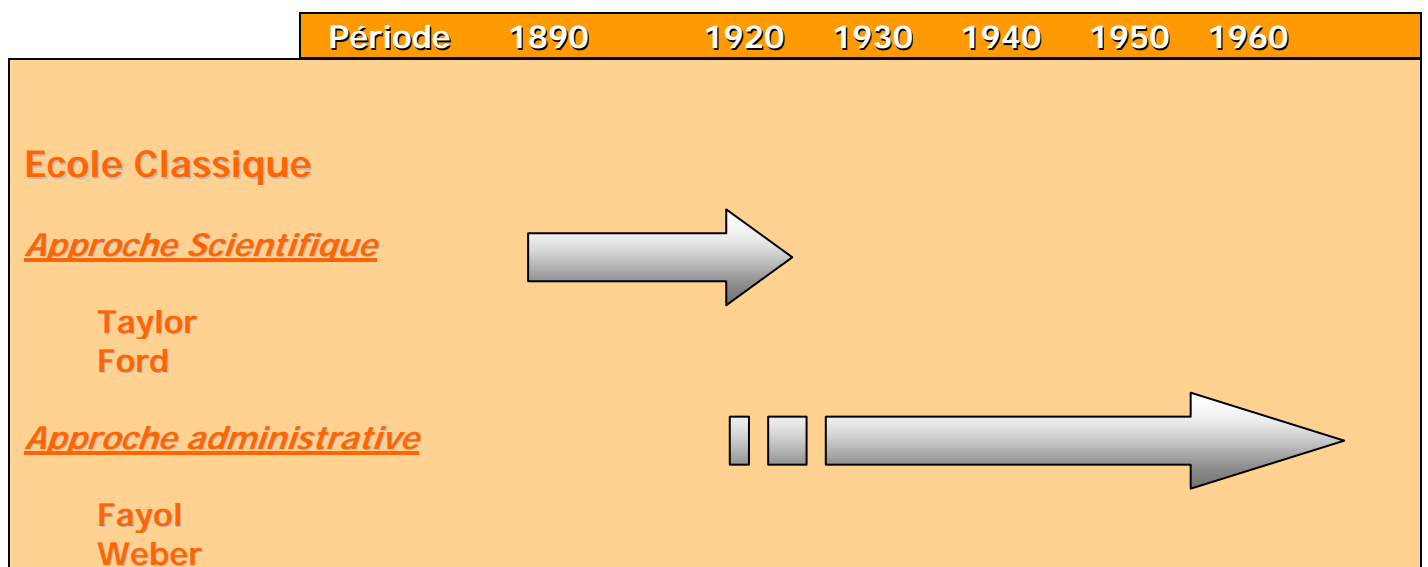 Période 1890 1920 1930 1940 1950 1960
Ecole Classique
Approche Scientifique
Taylor
Ford
Approche administrative
Fayol
Weber